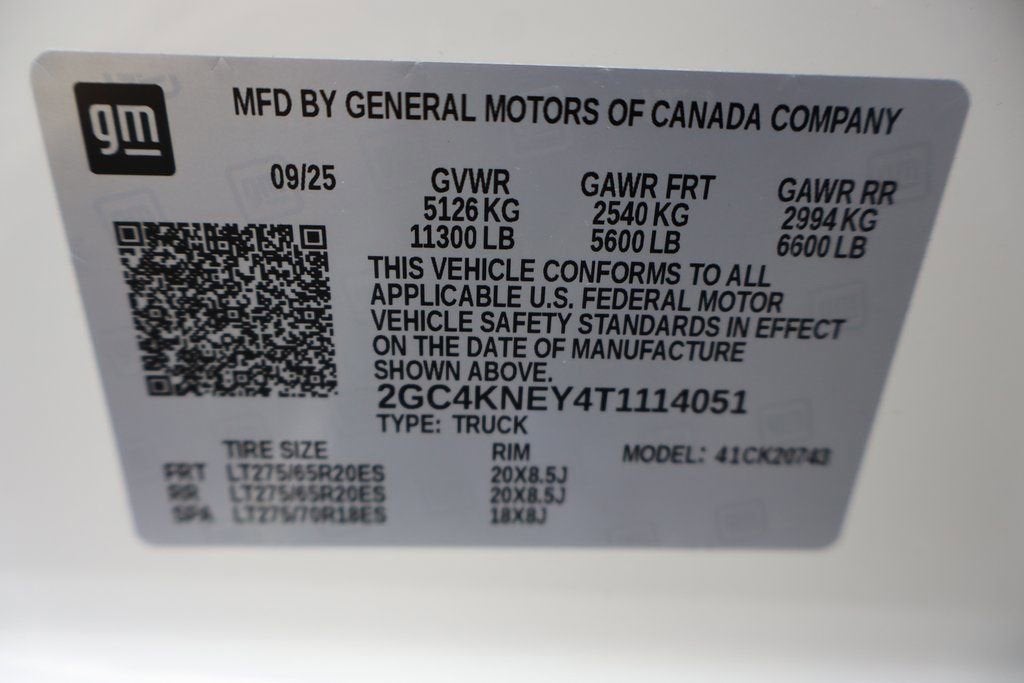 gm
MFD BY GENERAL MOTORS OF CANADA COMPANY
09/25 GVWR GAWR FRT GAWR RR
5126 KG 2540 KG 2994 KG
11300 LB 5600 LB 6600 LB
THIS VEHICLE CONFORMS TO ALL
APPLICABLE U.S. FEDERAL MOTOR
VEHICLE SAFETY STANDARDS IN EFFECT
ON THE DATE OF MANUFACTURE
SHOWN ABOVE.
2GC4KNEY4T1114051
TYPE: TRUCK
TIRE SIZE RIM MODEL: 41CK20743
FRT LT275/65R20ES 20X8.5J
RR LT275/65R20ES 20X8.5J
SPA LT275/70R18ES 18X8J